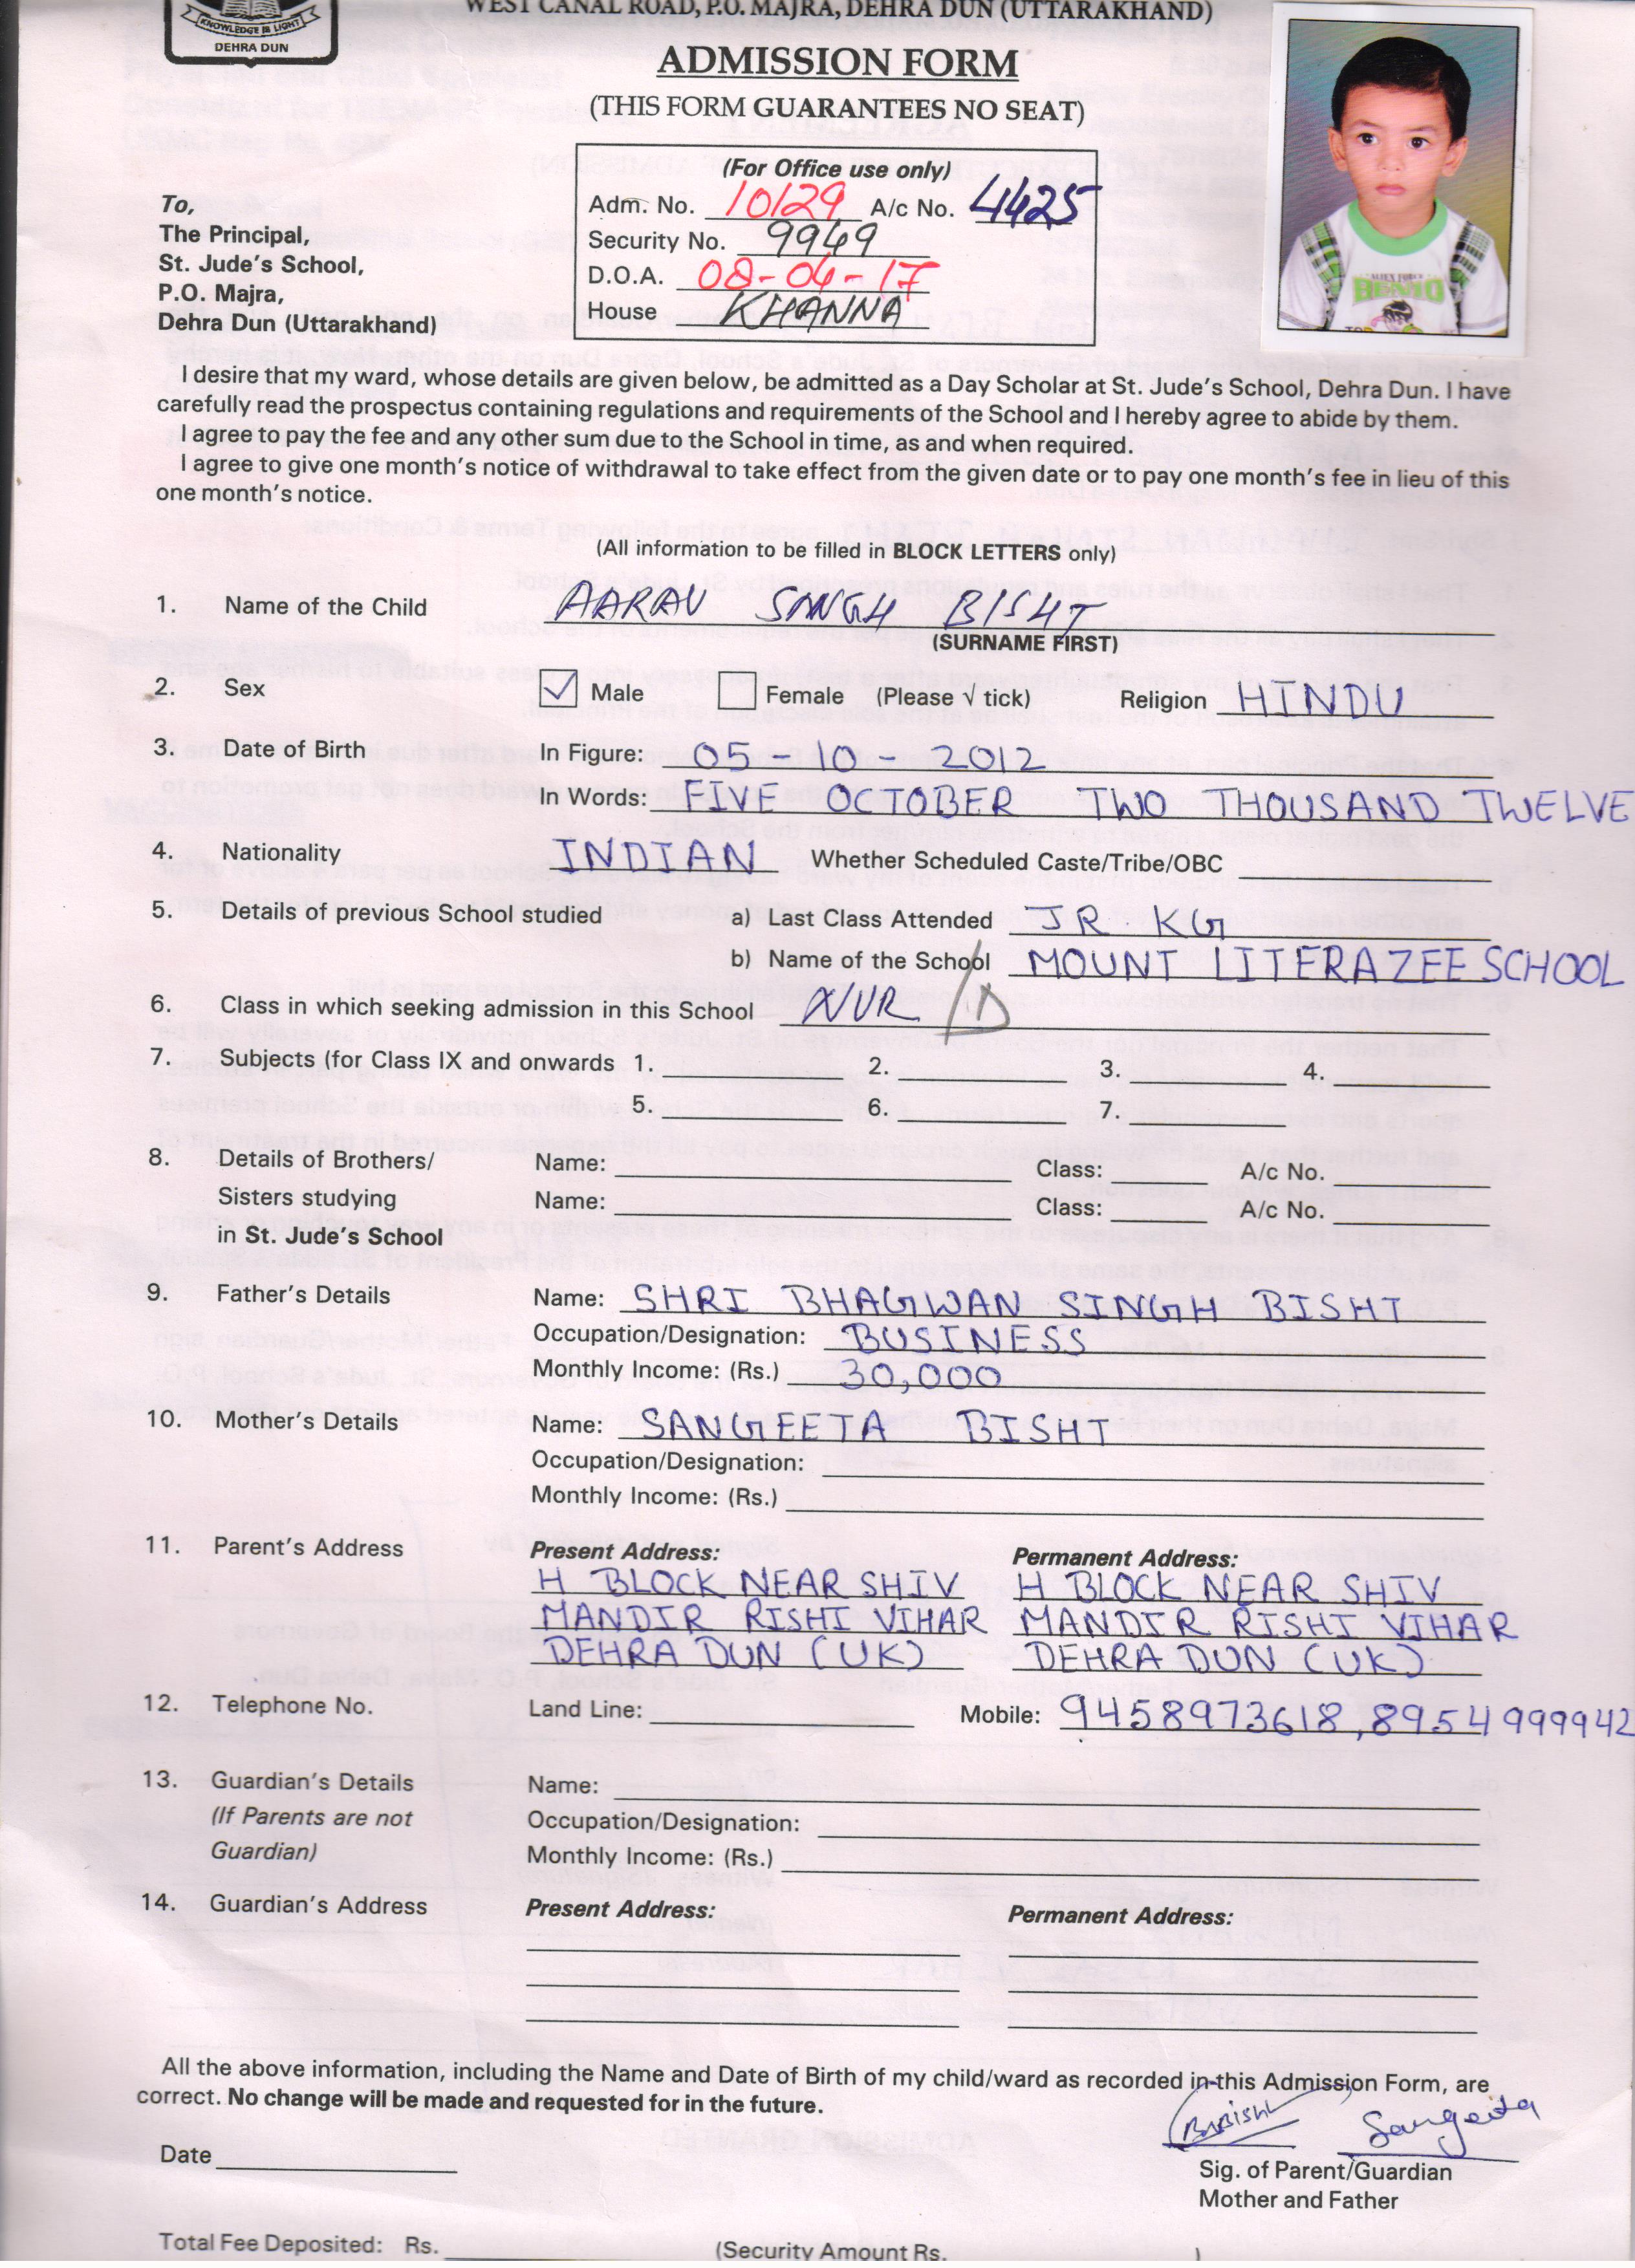 WEST CANAL ROAD, P.O. MAJRA, DEHRA DUN (UTTARAKHAND)
KNOWLEDGE IS LIGHT
DEHRA DUN
ADMISSION FORM
(THIS FORM GUARANTEES NO SEAT)
(For Office use only)
Adm. No. 10129 A/c No. 4425
Security No. 9949
D.O.A. 08-04-17
House KHANNA
To,
The Principal,
St. Jude's School,
P.O. Majra,
Dehra Dun (Uttarakhand)
ALIEN FORCE
BEN10
I desire that my ward, whose details are given below, be admitted as a Day Scholar at St. Jude's School, Dehra Dun. I have
carefully read the prospectus containing regulations and requirements of the School and I hereby agree to abide by them.
I agree to pay the fee and any other sum due to the School in time, as and when required.
I agree to give one month's notice of withdrawal to take effect from the given date or to pay one month's fee in lieu of this
one month's notice.
(All information to be filled in BLOCK LETTERS only)
1. Name of the Child AARAV SINGH BISHT
(SURNAME FIRST)
2. Sex Male Female (Please √ tick) Religion HINDU
3. Date of Birth In Figure: 05-10-2012
In Words: FIVE OCTOBER TWO THOUSAND TWELVE
4. Nationality INDIAN Whether Scheduled Caste/Tribe/OBC
5. Details of previous School studied a) Last Class Attended JR. KG
b) Name of the School MOUNT LITERAZEE SCHOOL
6. Class in which seeking admission in this School NUR /D
7. Subjects (for Class IX and onwards 1. 2. 3. 4.
5. 6. 7.
8. Details of Brothers/ Name: Class: A/c No.
Sisters studying Name: Class: A/c No.
in St. Jude's School
9. Father's Details Name: SHRI BHAGWAN SINGH BISHT
Occupation/Designation: BUSINESS
Monthly Income: (Rs.) 30,000
10. Mother's Details Name: SANGEETA BISHT
Occupation/Designation:
Monthly Income: (Rs.)
11. Parent's Address Present Address: Permanent Address:
H BLOCK NEAR SHIV H BLOCK NEAR SHIV
MANDIR RISHI VIHAR MANDIR RISHI VIHAR
DEHRA DUN (UK) DEHRA DUN (UK)
12. Telephone No. Land Line: Mobile: 9458973618, 8954999942
13. Guardian's Details Name:
(If Parents are not Occupation/Designation:
Guardian) Monthly Income: (Rs.)
14. Guardian's Address Present Address: Permanent Address:
All the above information, including the Name and Date of Birth of my child/ward as recorded in this Admission Form, are
correct. No change will be made and requested for in the future.
Sangeeta
Date
Sig. of Parent/Guardian
Mother and Father
Total Fee Deposited: Rs. (Security Amount Rs. )